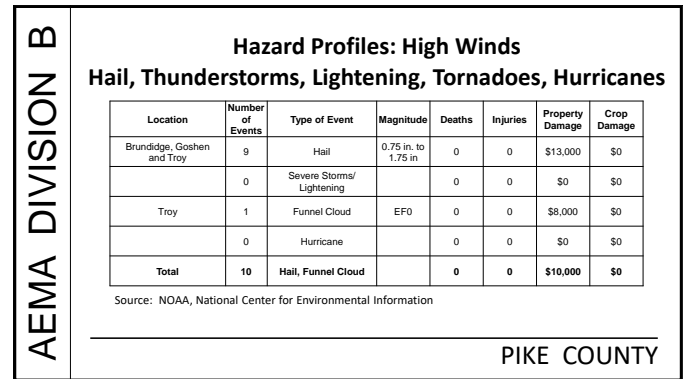 AEMA DIVISION B
Hazard Profiles: High Winds
Hail, Thunderstorms, Lightening, Tornadoes, Hurricanes
Location Number of Events Type of Event Magnitude Deaths Injuries Property Damage Crop Damage
Brundidge, Goshen and Troy 9 Hail 0.75 in. to 1.75 in 0 0 $13,000 $0
0 Severe Storms/ Lightening 0 0 $0 $0
Troy 1 Funnel Cloud EF0 0 0 $8,000 $0
0 Hurricane 0 0 $0 $0
Total 10 Hail, Funnel Cloud 0 0 $10,000 $0
Source: NOAA, National Center for Environmental Information
PIKE COUNTY